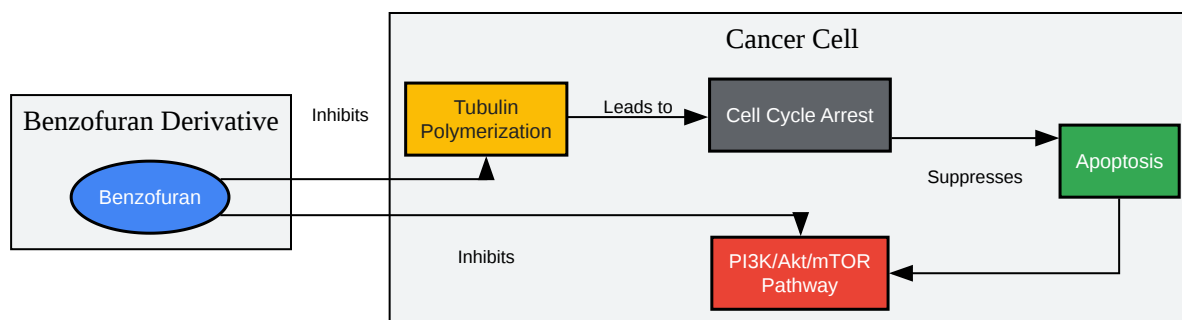 Cancer Cell
Benzofuran Derivative
Inhibits
Tubulin
Polymerization
Leads to
Cell Cycle Arrest
Apoptosis
Suppresses
Benzofuran
Inhibits
PI3K/Akt/mTOR
Pathway